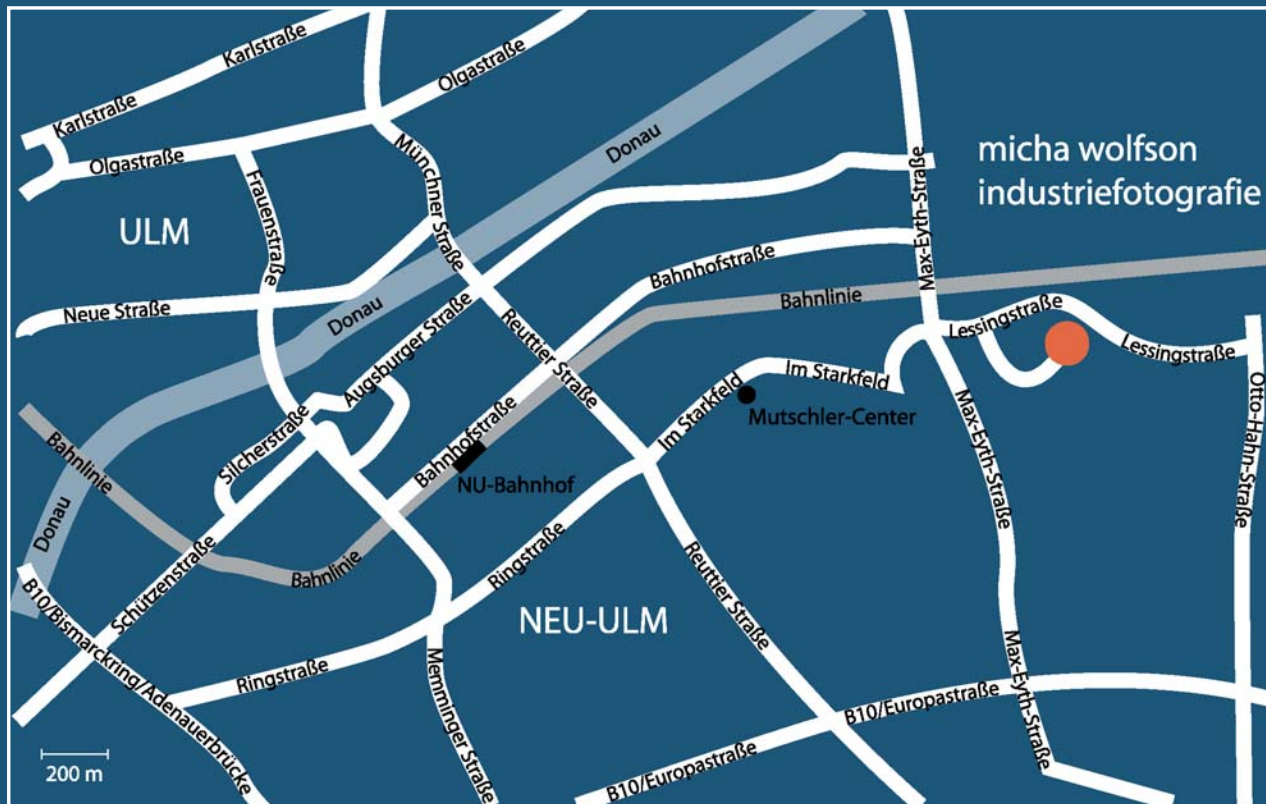 Karlstraße
Karlstraße
Olgastraße
Olgastraße
Münchner Straße
Donau
Frauenstraße
ULM
Max-Eyth-Straße
micha wolfson
industriefotografie
Neue Straße
Donau
Augsburger Straße
Bahnhofstraße
Bahnlinie
Reuttier Straße
Lessingstraße
Lessingstraße
Im Starkfeld
Im Starkfeld
Mutschler-Center
Max-Eyth-Straße
Otto-Hahn-Straße
Silcherstraße
Bahnhofstraße
NU-Bahnhof
Bahnlinie
Donau
Bahnlinie
Schützenstraße
Ringstraße
Reuttier Straße
B10/Bismarckring/Adenauerbrücke
NEU-ULM
Ringstraße
Memminger Straße
Max-Eyth-Straße
B10/Europastraße
B10/Europastraße
200 m